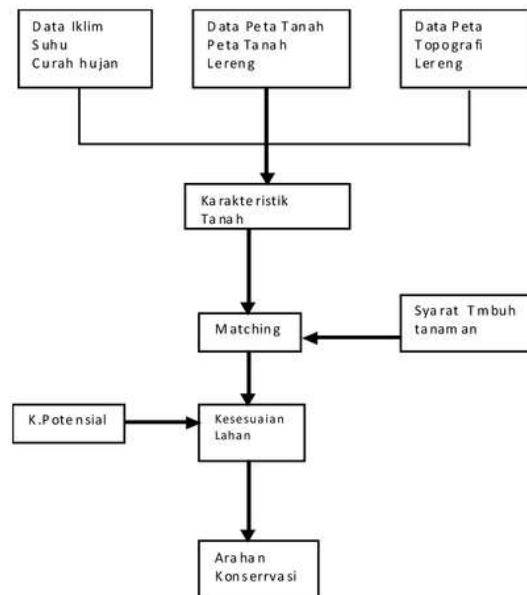 Data Iklim
Suhu
Curah hujan
Data Peta Tanah
Peta Tanah
Lereng
Data Peta
Topografi
Lereng
Karakteristik
Tanah
Matching
Syarat Tmbuh
tanaman
K.Potensial
Kesesuaian
Lahan
Arahan
Konserrvasi